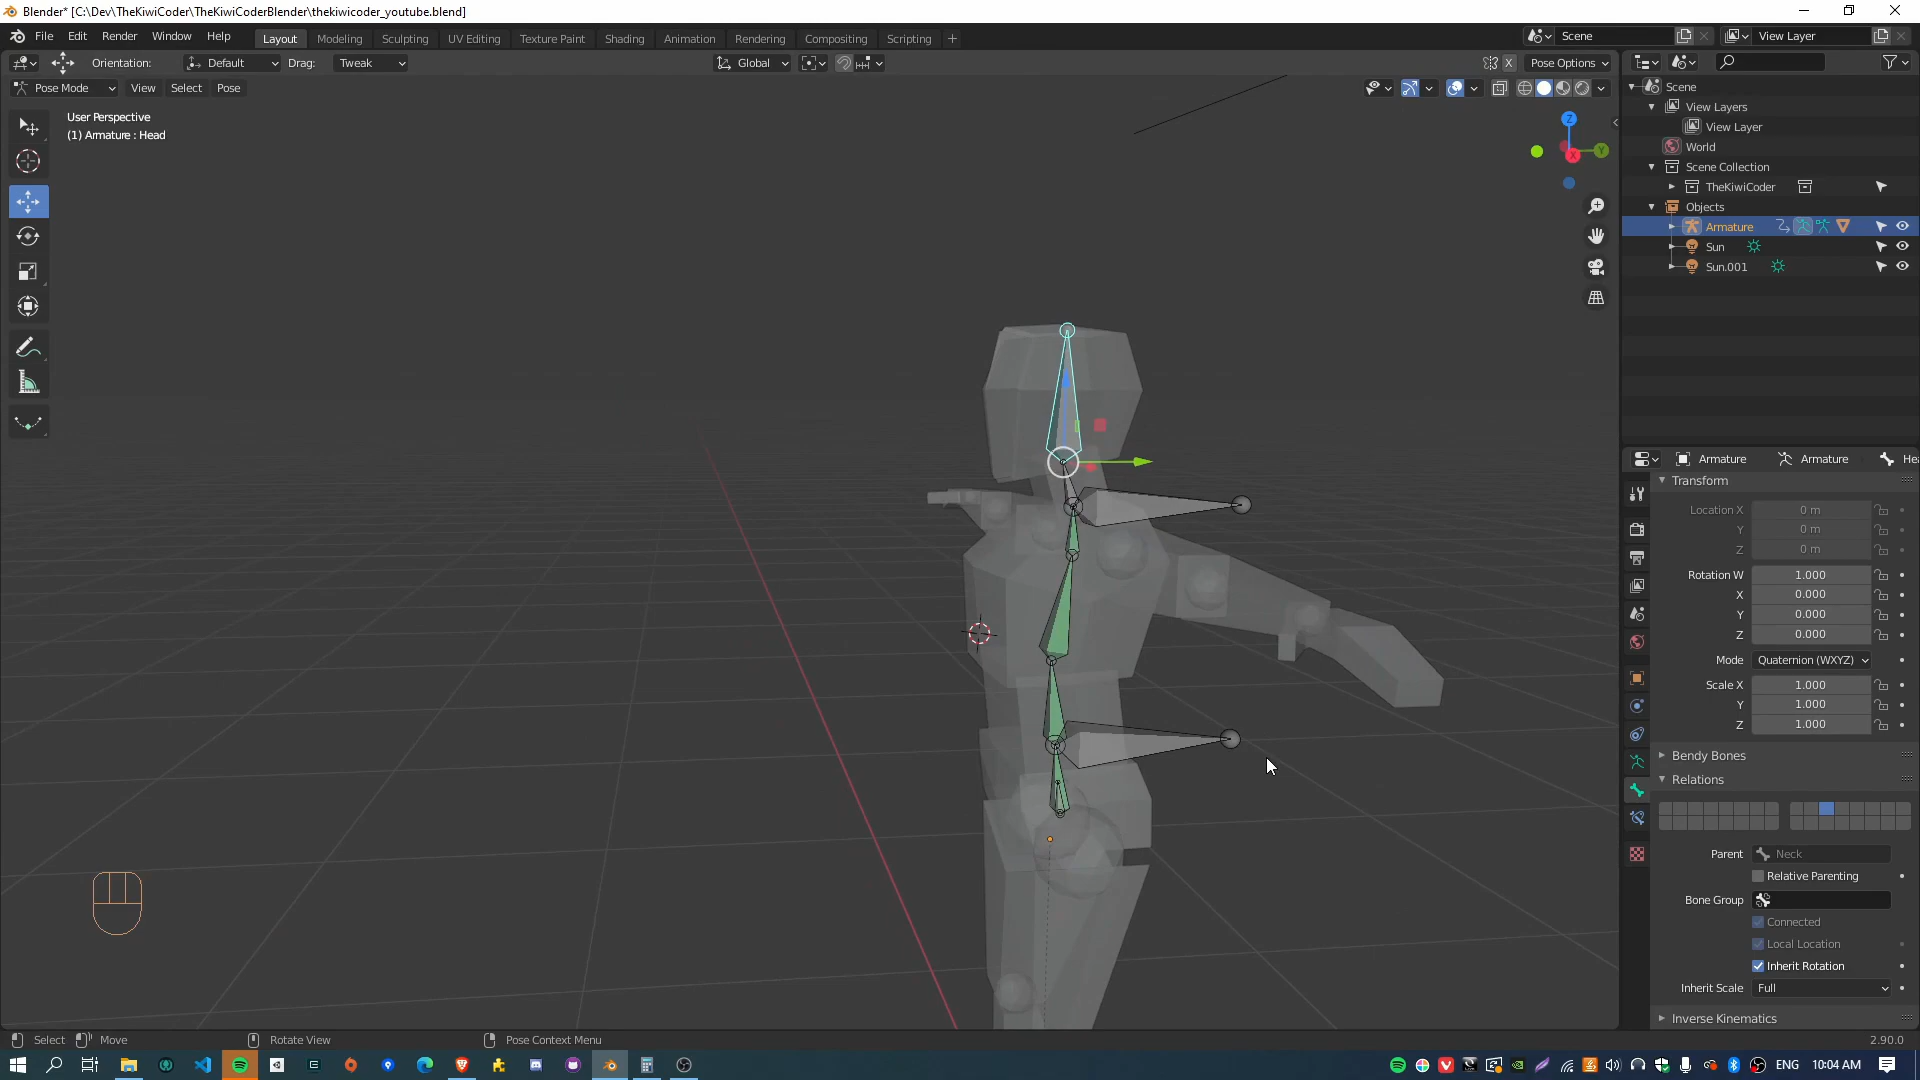 Blender* [C:\Dev\TheKiwiCoder\TheKiwiCoderBlender\thekiwicoder_youtube.blend]
File Edit Render Window Help
Layout Modeling Sculpting UV Editing Texture Paint Shading Animation Rendering Compositing Scripting +
Scene
View Layer
Orientation: Default Drag: Tweak
Global
X Pose Options
Pose Mode View Select Pose
User Perspective
(1) Armature : Head
Z
Y
X
Scene
View Layers
View Layer
World
Scene Collection
TheKiwiCoder
Objects
Armature
Sun
Sun.001
Armature Armature Hea
Transform
Location X 0 m
Y 0 m
Z 0 m
Rotation W 1.000
X 0.000
Y 0.000
Z 0.000
Mode Quaternion (WXYZ)
Scale X 1.000
Y 1.000
Z 1.000
Bendy Bones
Relations
Parent Neck
Relative Parenting
Bone Group
Connected
Local Location
Inherit Rotation
Inherit Scale Full
Inverse Kinematics
Select Move Rotate View Pose Context Menu 2.90.0
ENG 10:04 AM